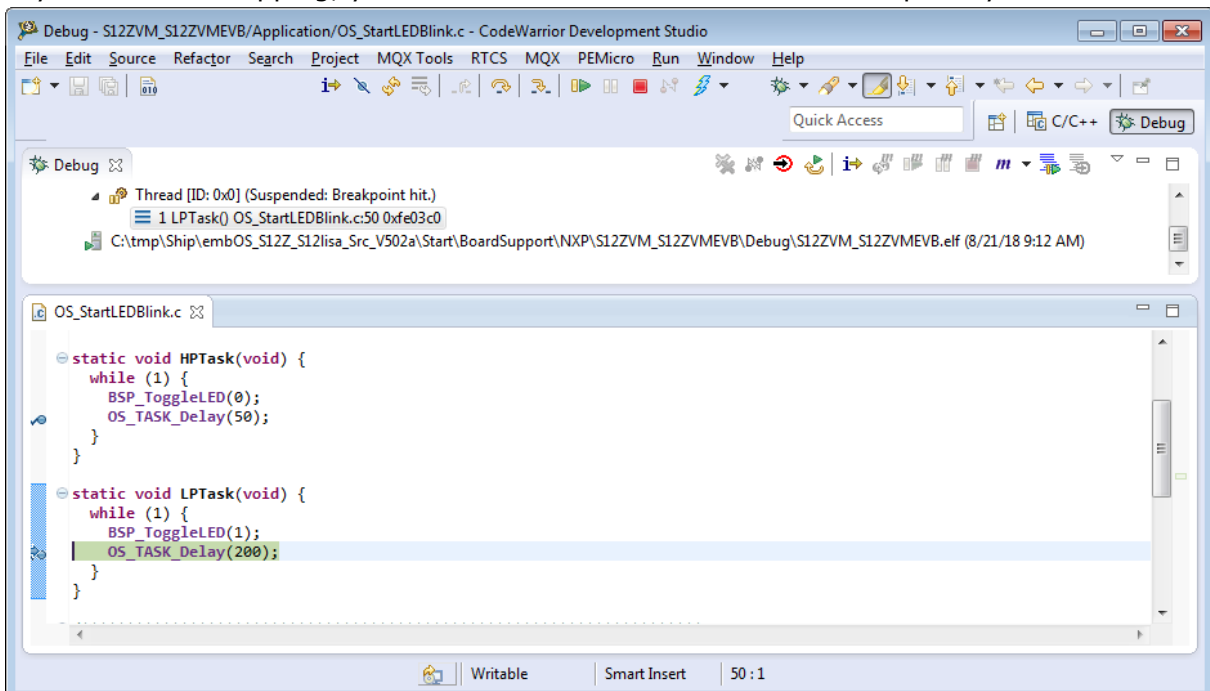 Debug - S12ZVM_S12ZVMEVB/Application/OS_StartLEDBlink.c - CodeWarrior Development Studio
File Edit Source Refactor Search Project MQX Tools RTCS MQX PEMicro Run Window Help
Quick Access C/C++ Debug
Debug
Thread [ID: 0x0] (Suspended: Breakpoint hit.)
1 LPTask() OS_StartLEDBlink.c:50 0xfe03c0
C:\tmp\Ship\embOS_S12Z_S12lisa_Src_V502a\Start\BoardSupport\NXP\S12ZVM_S12ZVMEVB\Debug\S12ZVM_S12ZVMEVB.elf (8/21/18 9:12 AM)
OS_StartLEDBlink.c
static void HPTask(void) {
while (1) {
BSP_ToggleLED(0);
OS_TASK_Delay(50);
}
}
static void LPTask(void) {
while (1) {
BSP_ToggleLED(1);
OS_TASK_Delay(200);
}
}
Writable Smart Insert 50 : 1